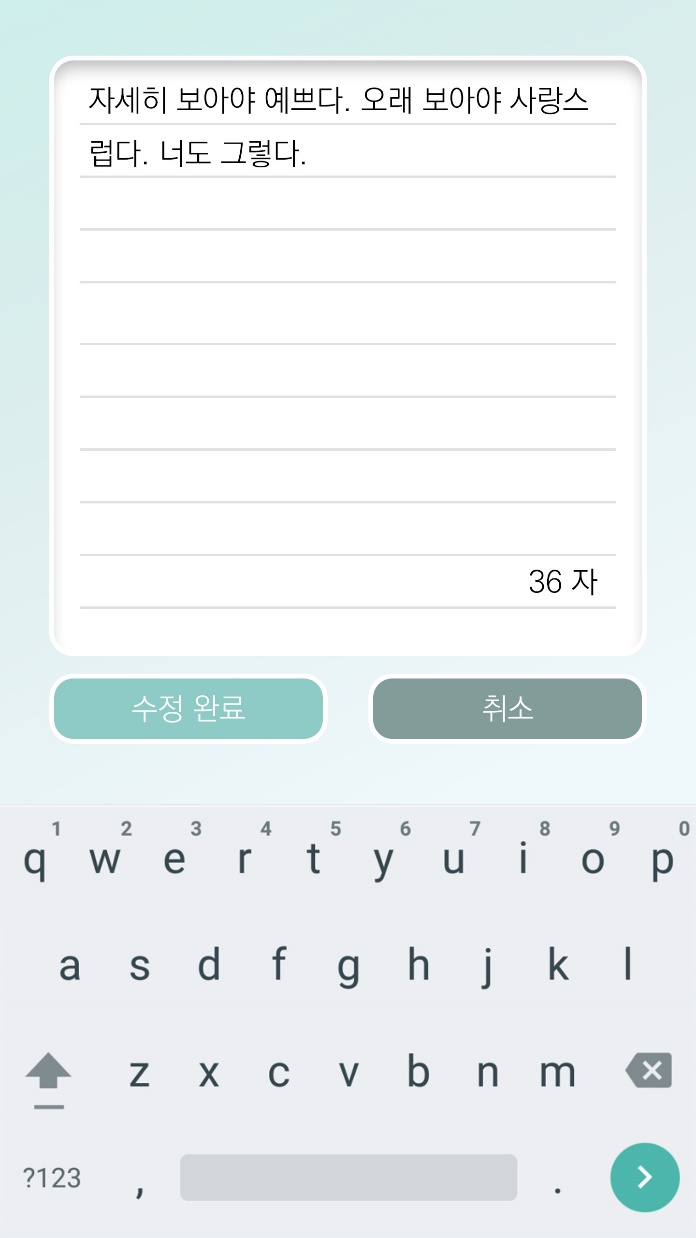 자세히 보아야 예쁘다. 오래 보아야 사랑스
럽다. 너도 그렇다.
36 자
수정 완료 취소
1 2 3 4 5 6 7 8 9 0
q w e r t y u i o p
a s d f g h j k l
z x c v b n m
?123 , .